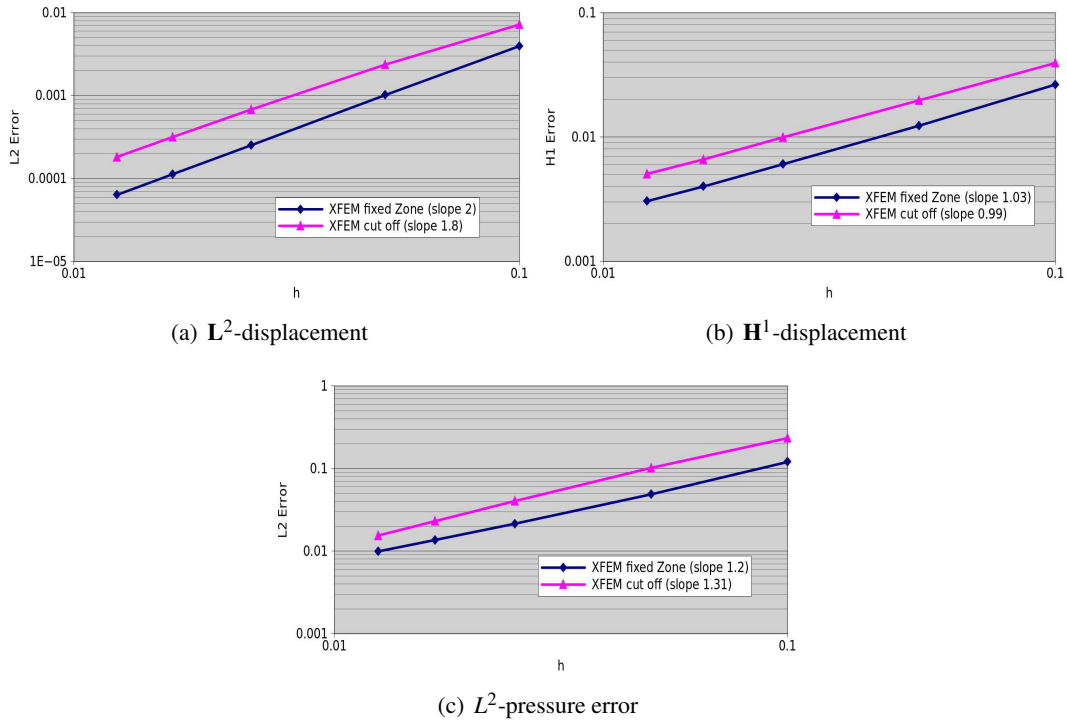 0.01
0.001
0.0001
1E-05
L2 Error
XFEM fixed Zone (slope 2)
XFEM cut off (slope 1.8)
0.01
0.1
h
(a) L²-displacement
0.1
0.01
0.001
H1 Error
XFEM fixed Zone (slope 1.03)
XFEM cut off (slope 0.99)
0.01
0.1
h
(b) H¹-displacement
1
0.1
0.01
0.001
L2 Error
XFEM fixed Zone (slope 1.2)
XFEM cut off (slope 1.31)
0.01
0.1
h
(c) L²-pressure error